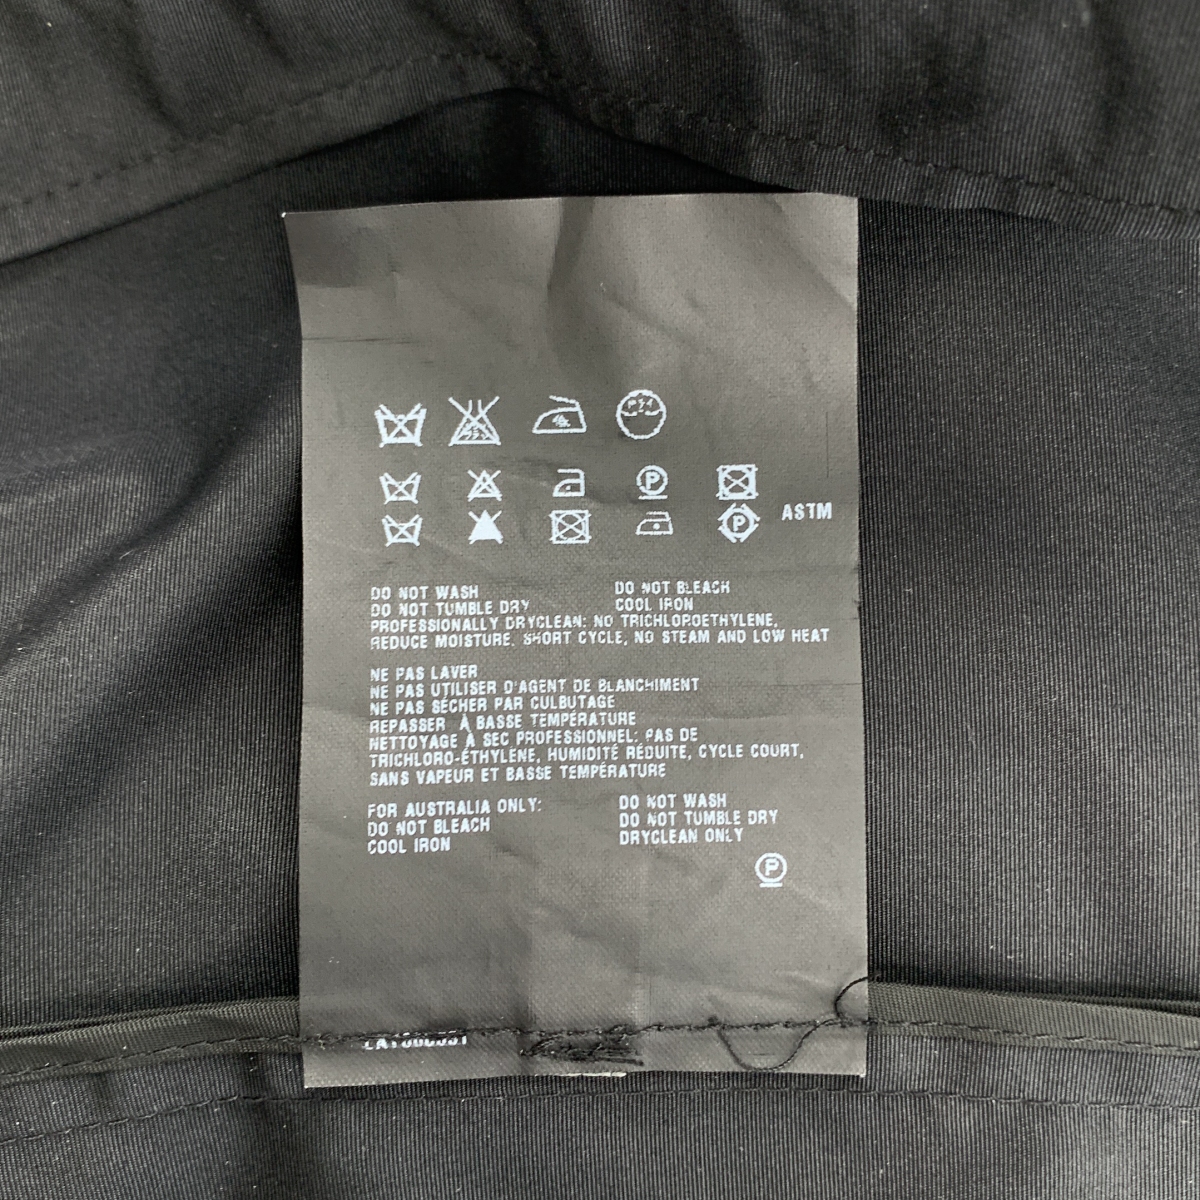 ASTM
P
P
DO NOT WASH DO NOT BLEACH
DO NOT TUMBLE DRY COOL IRON
PROFESSIONALLY DRYCLEAN: NO TRICHLOROETHYLENE,
REDUCE MOISTURE, SHORT CYCLE, NO STEAM AND LOW HEAT
NE PAS LAVER
NE PAS UTILISER D'AGENT DE BLANCHIMENT
NE PAS SÉCHER PAR CULBUTAGE
REPASSER À BASSE TEMPÉRATURE
NETTOYAGE À SEC PROFESSIONNEL: PAS DE
TRICHLORO-ÉTHYLÈNE, HUMIDITÉ RÉDUITE, CYCLE COURT,
SANS VAPEUR ET BASSE TEMPÉRATURE
FOR AUSTRALIA ONLY: DO NOT WASH
DO NOT BLEACH DO NOT TUMBLE DRY
COOL IRON DRYCLEAN ONLY
P